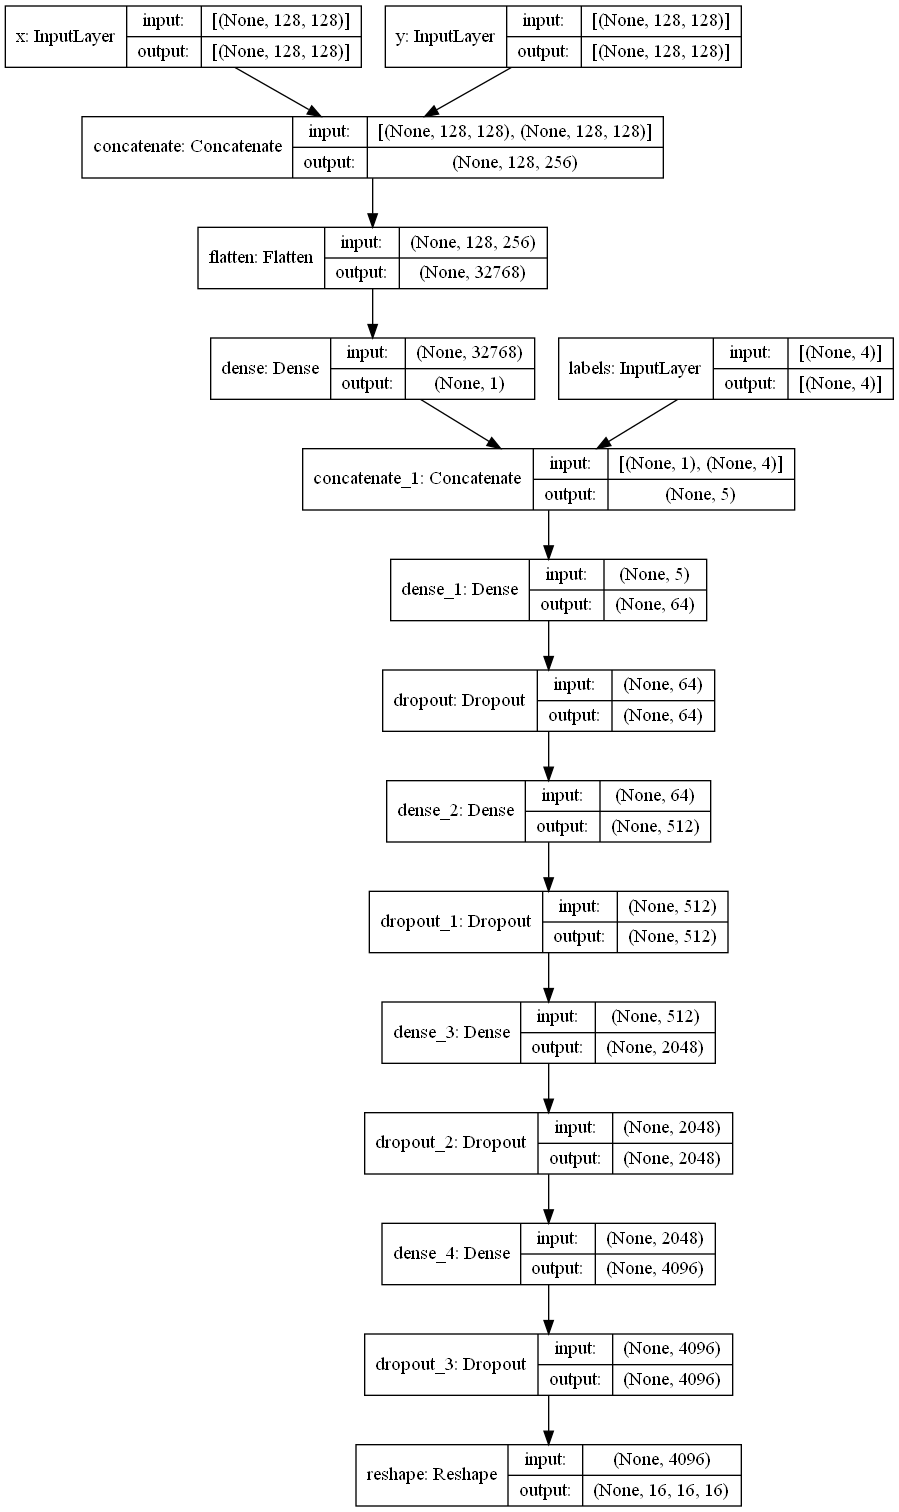 x: InputLayer input: [(None, 128, 128)]
output: [(None, 128, 128)]
y: InputLayer input: [(None, 128, 128)]
output: [(None, 128, 128)]
concatenate: Concatenate input: [(None, 128, 128), (None, 128, 128)]
output: (None, 128, 256)
flatten: Flatten input: (None, 128, 256)
output: (None, 32768)
dense: Dense input: (None, 32768)
output: (None, 1)
labels: InputLayer input: [(None, 4)]
output: [(None, 4)]
concatenate_1: Concatenate input: [(None, 1), (None, 4)]
output: (None, 5)
dense_1: Dense input: (None, 5)
output: (None, 64)
dropout: Dropout input: (None, 64)
output: (None, 64)
dense_2: Dense input: (None, 64)
output: (None, 512)
dropout_1: Dropout input: (None, 512)
output: (None, 512)
dense_3: Dense input: (None, 512)
output: (None, 2048)
dropout_2: Dropout input: (None, 2048)
output: (None, 2048)
dense_4: Dense input: (None, 2048)
output: (None, 4096)
dropout_3: Dropout input: (None, 4096)
output: (None, 4096)
reshape: Reshape input: (None, 4096)
output: (None, 16, 16, 16)